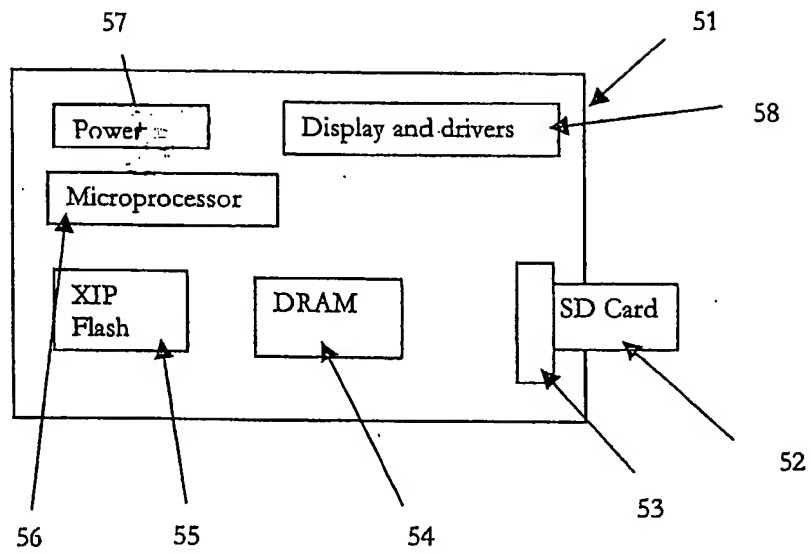 57
51
Power
Display and drivers
58
Microprocessor
XIP
Flash
DRAM
SD Card
52
53
56
55
54